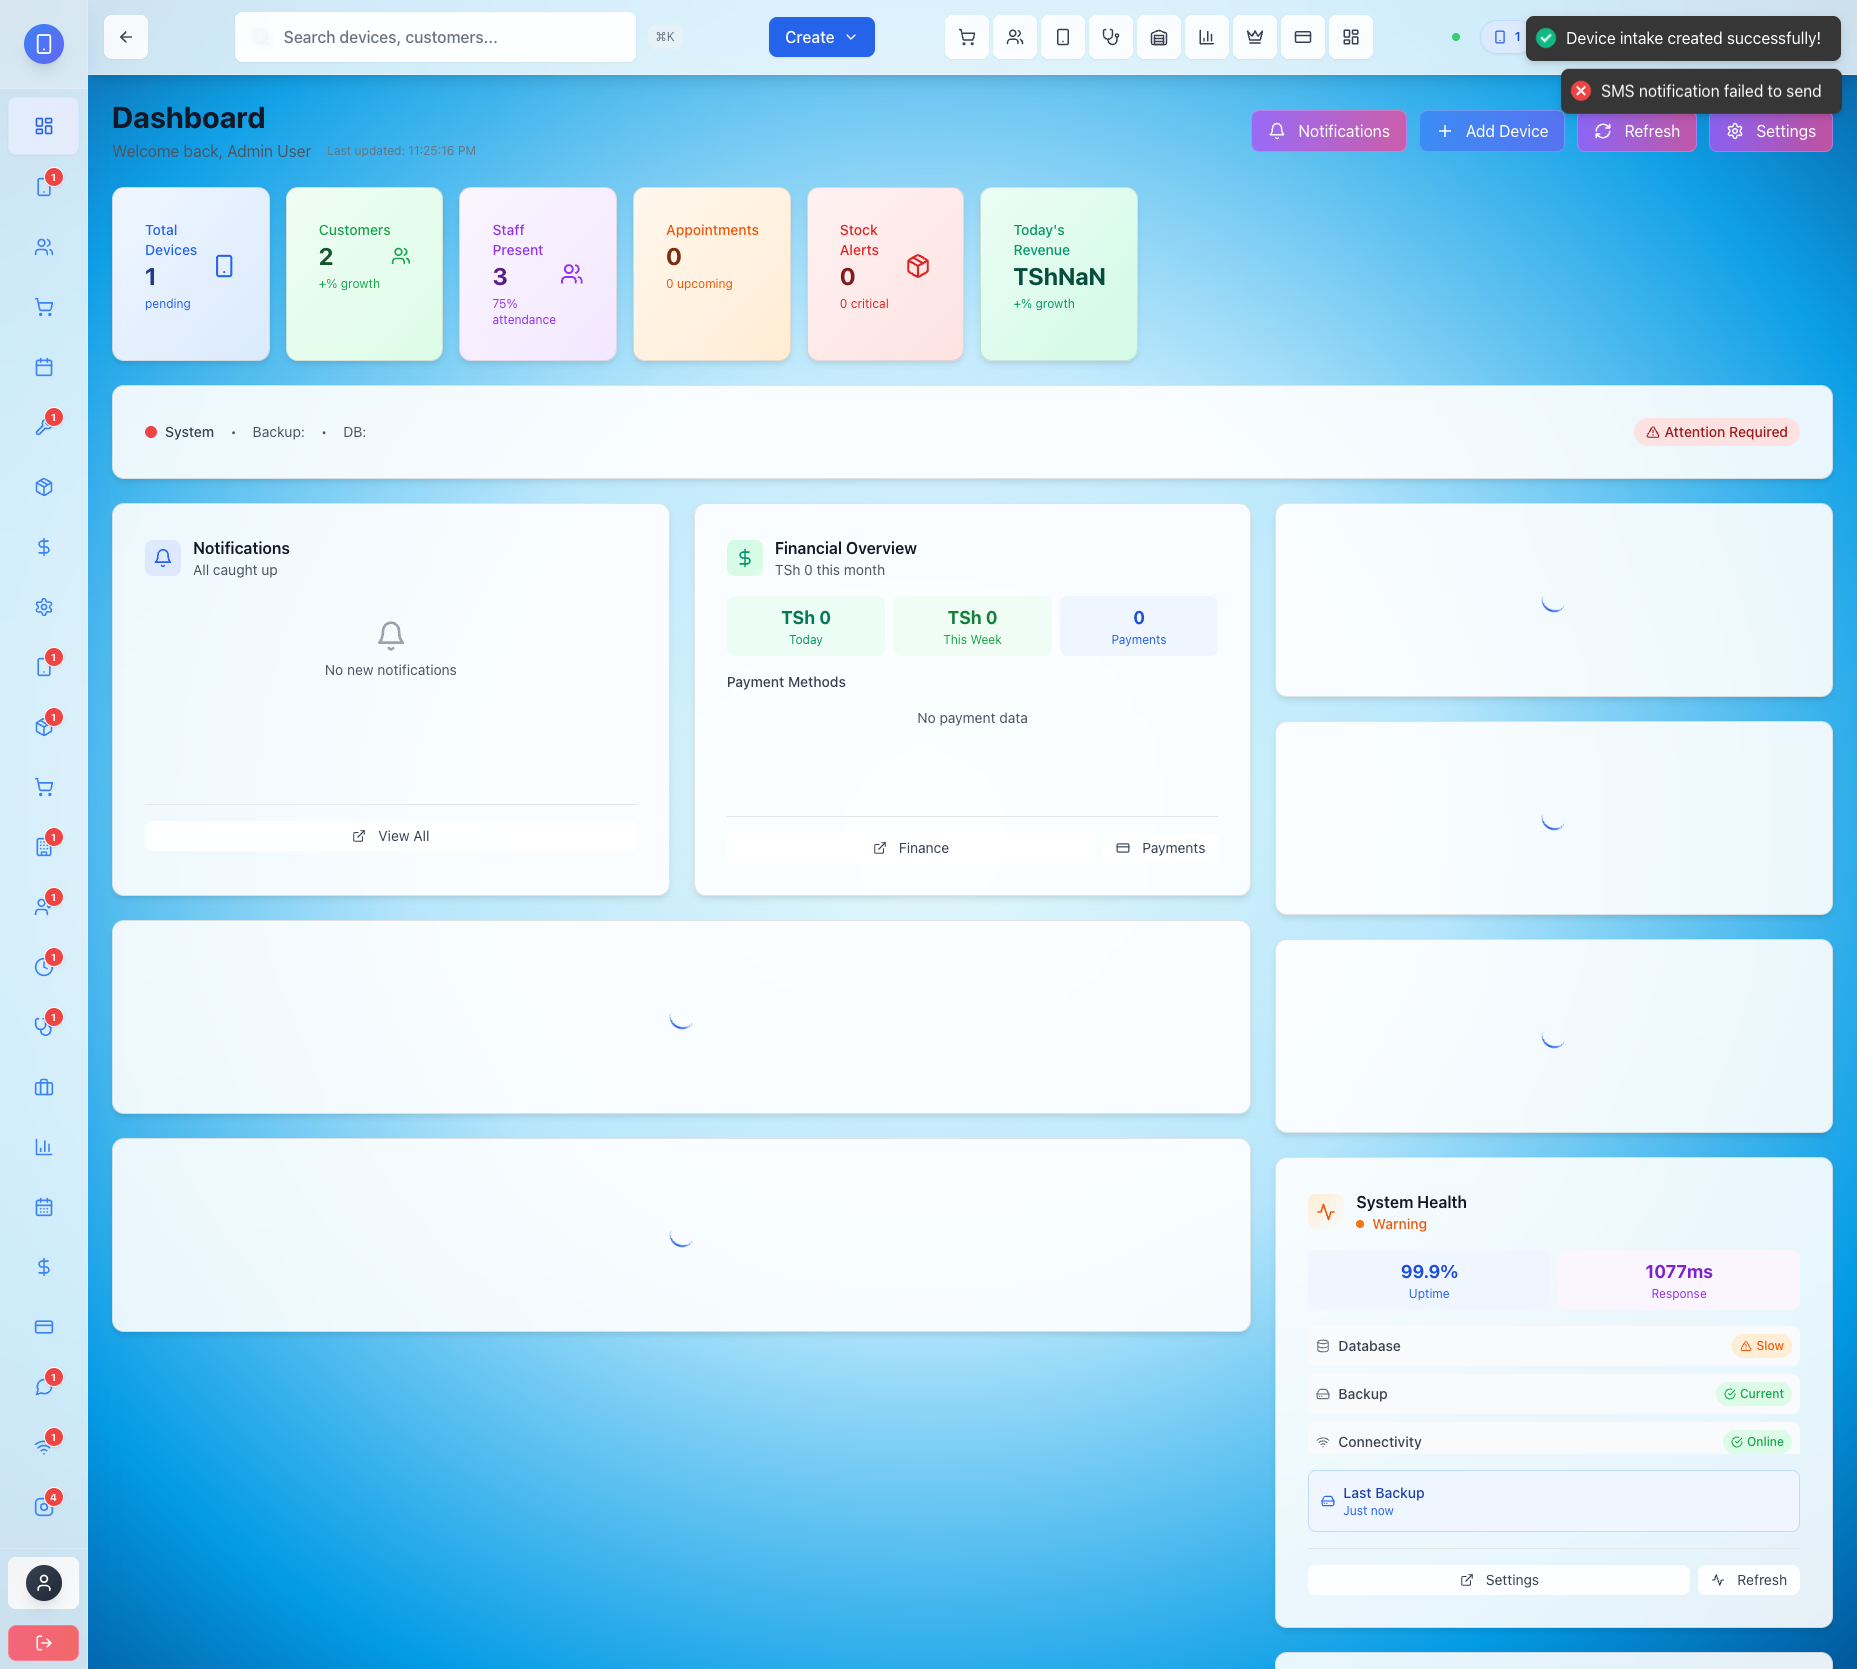 Search devices, customers...
⌘K
Create
1
Device intake created successfully!
SMS notification failed to send
Dashboard
Welcome back, Admin User
Last updated: 11:25:16 PM
Notifications
Add Device
Refresh
Settings
1
1
1
1
1
1
1
1
1
1
4
Total
Devices
1
pending
Customers
2
+% growth
Staff
Present
3
75%
attendance
Appointments
0
0 upcoming
Stock
Alerts
0
0 critical
Today's
Revenue
TShNaN
+% growth
System • Backup: • DB:
Attention Required
Notifications
All caught up
No new notifications
View All
Financial Overview
TSh 0 this month
TSh 0
Today
TSh 0
This Week
0
Payments
Payment Methods
No payment data
Finance
Payments
System Health
Warning
99.9%
Uptime
1077ms
Response
Database
Slow
Backup
Current
Connectivity
Online
Last Backup
Just now
Settings
Refresh